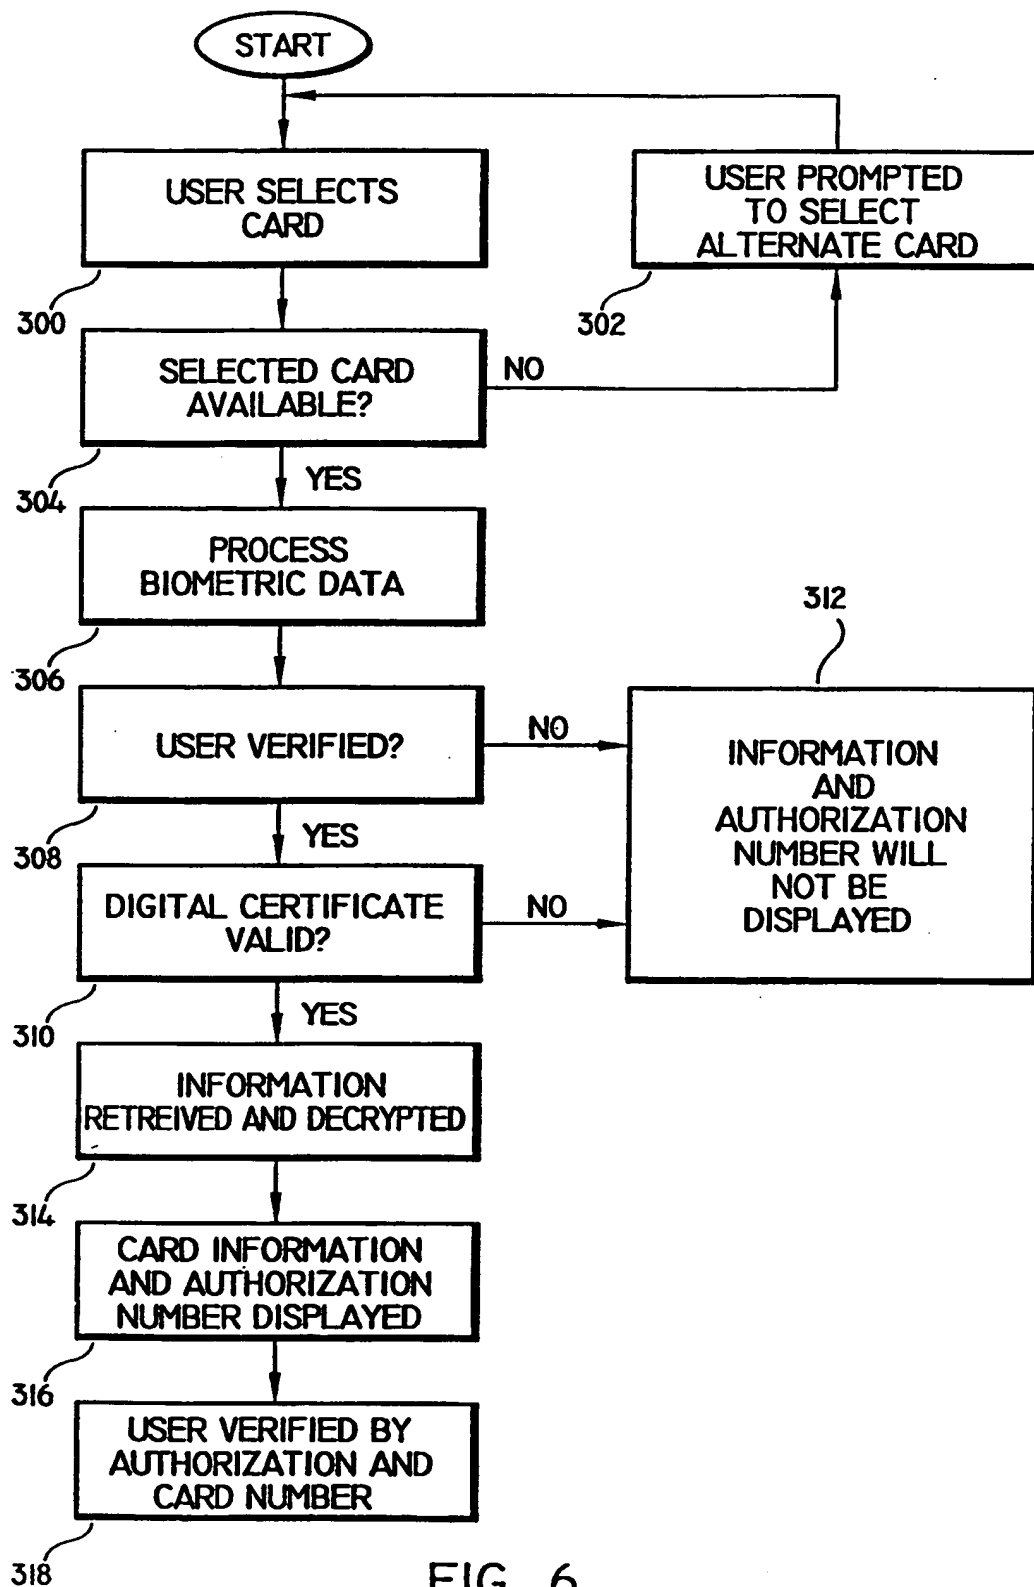 START
USER SELECTS
CARD
300
USER PROMPTED
TO SELECT
ALTERNATE CARD
302
SELECTED CARD
AVAILABLE?
NO
304
YES
PROCESS
BIOMETRIC DATA
306
312
USER VERIFIED?
NO
308
YES
INFORMATION
AND
AUTHORIZATION
NUMBER WILL
NOT BE
DISPLAYED
DIGITAL CERTIFICATE
VALID?
NO
310
YES
INFORMATION
RETREIVED AND DECRYPTED
314
CARD INFORMATION
AND AUTHORIZATION
NUMBER DISPLAYED
316
USER VERIFIED BY
AUTHORIZATION AND
CARD NUMBER
318
FIG. 6